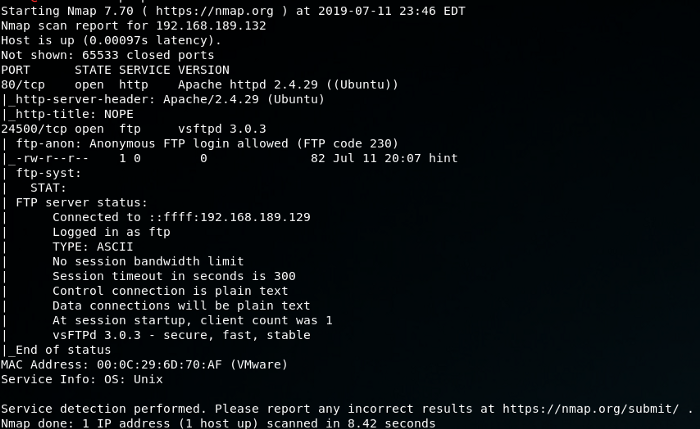 Starting Nmap 7.70 ( https://nmap.org ) at 2019-07-11 23:46 EDT
Nmap scan report for 192.168.189.132
Host is up (0.00097s latency).
Not shown: 65533 closed ports
PORT      STATE SERVICE VERSION
80/tcp    open  http    Apache httpd 2.4.29 ((Ubuntu))
|_http-server-header: Apache/2.4.29 (Ubuntu)
|_http-title: NOPE
24500/tcp open  ftp     vsftpd 3.0.3
| ftp-anon: Anonymous FTP login allowed (FTP code 230)
|_-rw-r--r--    1 0        0              82 Jul 11 20:07 hint
| ftp-syst:
|   STAT:
| FTP server status:
|      Connected to ::ffff:192.168.189.129
|      Logged in as ftp
|      TYPE: ASCII
|      No session bandwidth limit
|      Session timeout in seconds is 300
|      Control connection is plain text
|      Data connections will be plain text
|      At session startup, client count was 1
|      vsFTPd 3.0.3 - secure, fast, stable
|_End of status
MAC Address: 00:0C:29:6D:70:AF (VMware)
Service Info: OS: Unix

Service detection performed. Please report any incorrect results at https://nmap.org/submit/ .
Nmap done: 1 IP address (1 host up) scanned in 8.42 seconds